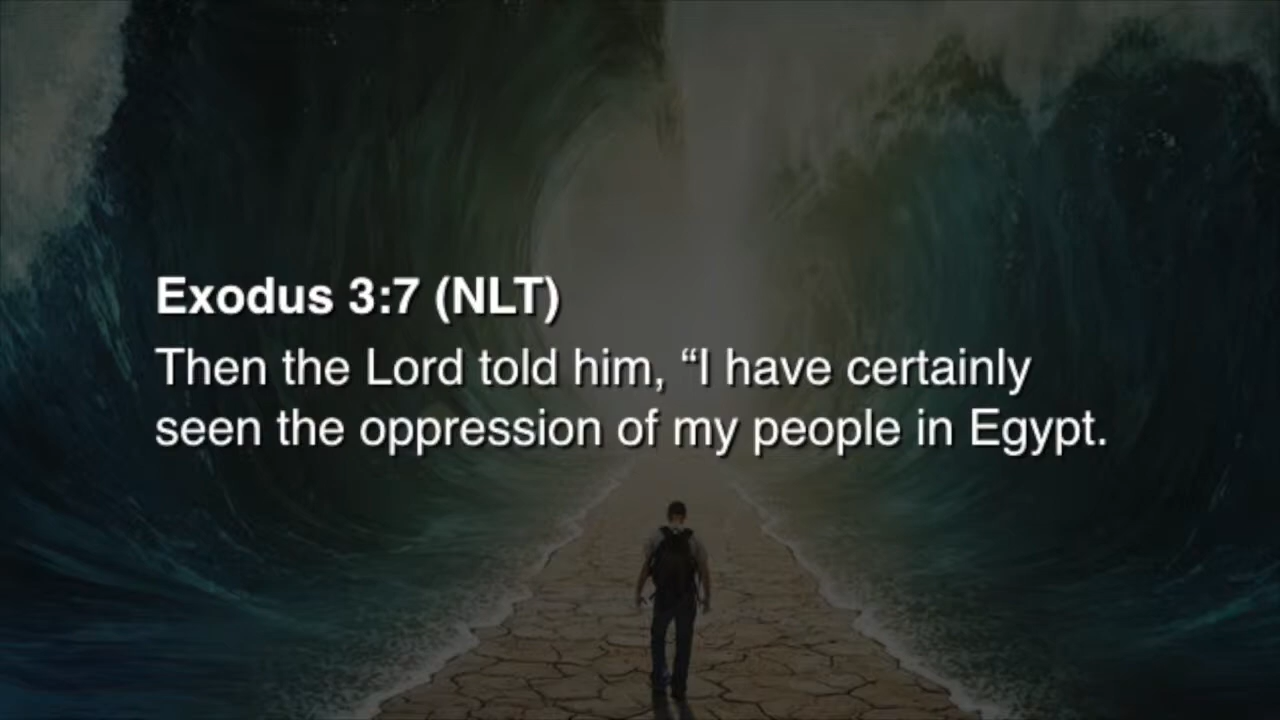 Exodus 3:7 (NLT)
Then the Lord told him, “I have certainly
seen the oppression of my people in Egypt.